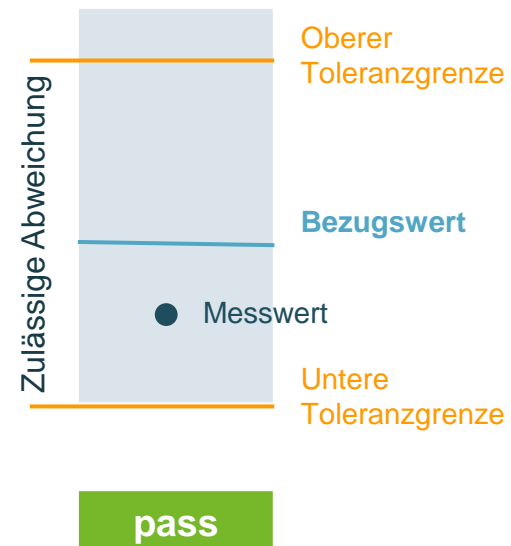 Oberer
Toleranzgrenze
Zulässige Abweichung
Bezugswert
Messwert
Untere
Toleranzgrenze
pass